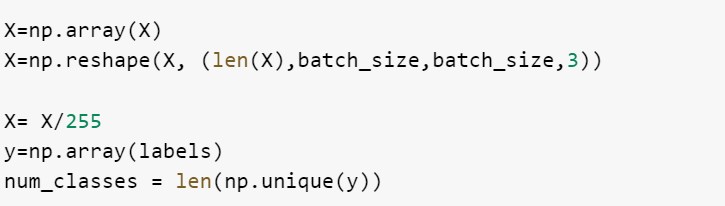 X=np.array(X)
X=np.reshape(X, (len(X),batch_size,batch_size,3))
X= X/255
y=np.array(labels)
num_classes = len(np.unique(y))